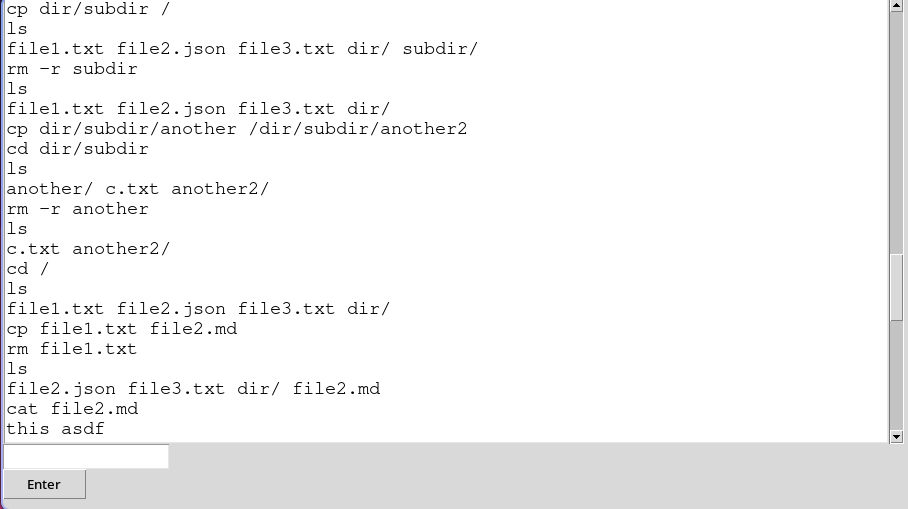 cp dir/subdir /
ls
file1.txt file2.json file3.txt dir/ subdir/
rm -r subdir
ls
file1.txt file2.json file3.txt dir/
cp dir/subdir/another /dir/subdir/another2
cd dir/subdir
ls
another/ c.txt another2/
rm -r another
ls
c.txt another2/
cd /
ls
file1.txt file2.json file3.txt dir/
cp file1.txt file2.md
rm file1.txt
ls
file2.json file3.txt dir/ file2.md
cat file2.md
this asdf
Enter